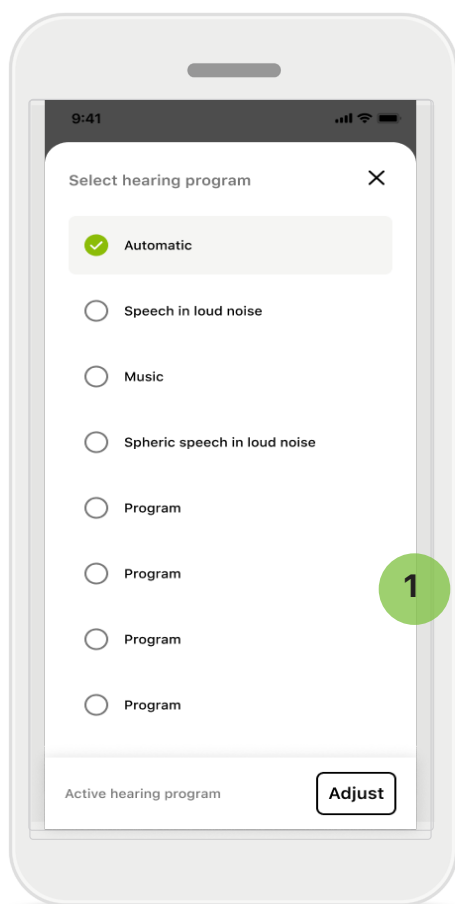 9:41
Select hearing program
Automatic
Speech in loud noise
Music
Spheric speech in loud noise
Program
Program
1
Program
Program
Active hearing program Adjust